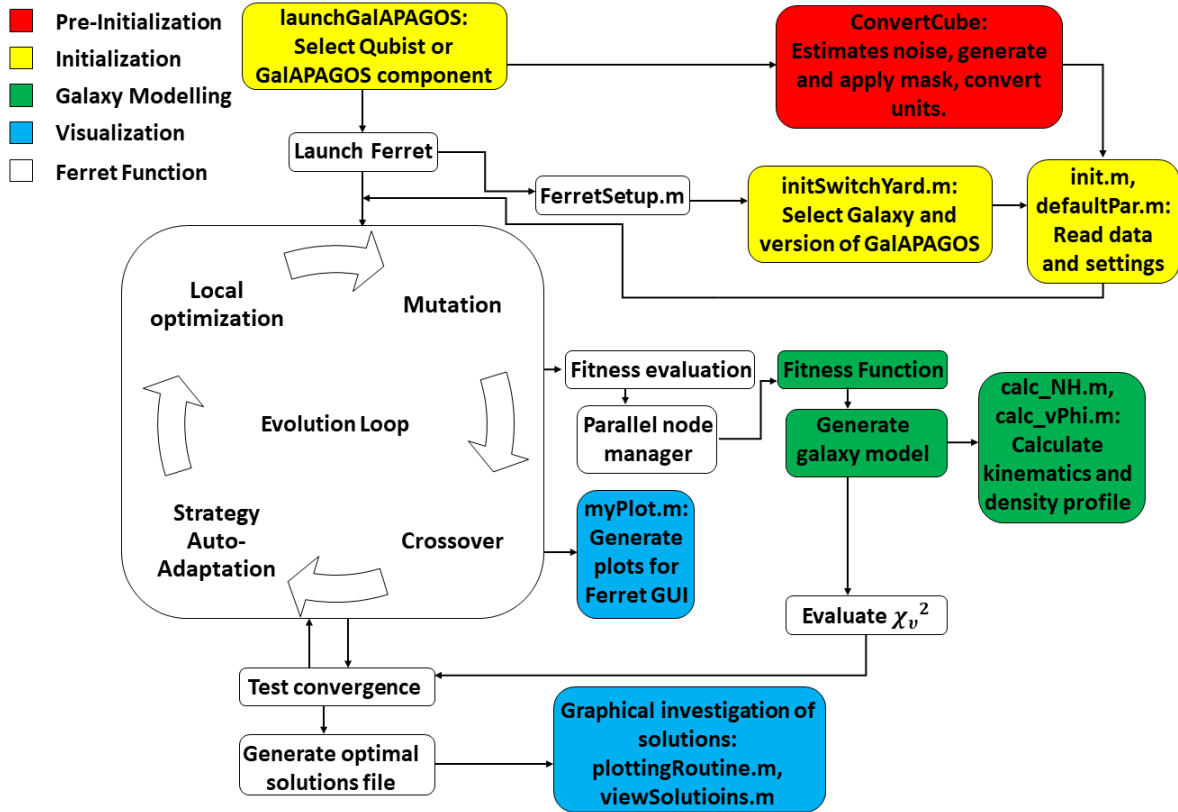 Pre-Initialization
Initialization
Galaxy Modelling
Visualization
Ferret Function
launchGalAPAGOS:
Select Qubist or
GalAPAGOS component
ConvertCube:
Estimates noise, generate
and apply mask, convert
units.
Launch Ferret
FerretSetup.m
initSwitchYard.m:
Select Galaxy and
version of GalAPAGOS
init.m,
defaultPar.m:
Read data
and settings
Local
optimization
Mutation
Evolution Loop
Strategy
Auto-
Adaptation
Crossover
Fitness evaluation
Parallel node
manager
Fitness Function
Generate
galaxy model
calc_NH.m,
calc_vPhi.m:
Calculate
kinematics and
density profile
myPlot.m:
Generate
plots for
Ferret GUI
Evaluate χᵥ²
Test convergence
Generate optimal
solutions file
Graphical investigation of
solutions:
plottingRoutine.m,
viewSolutioins.m